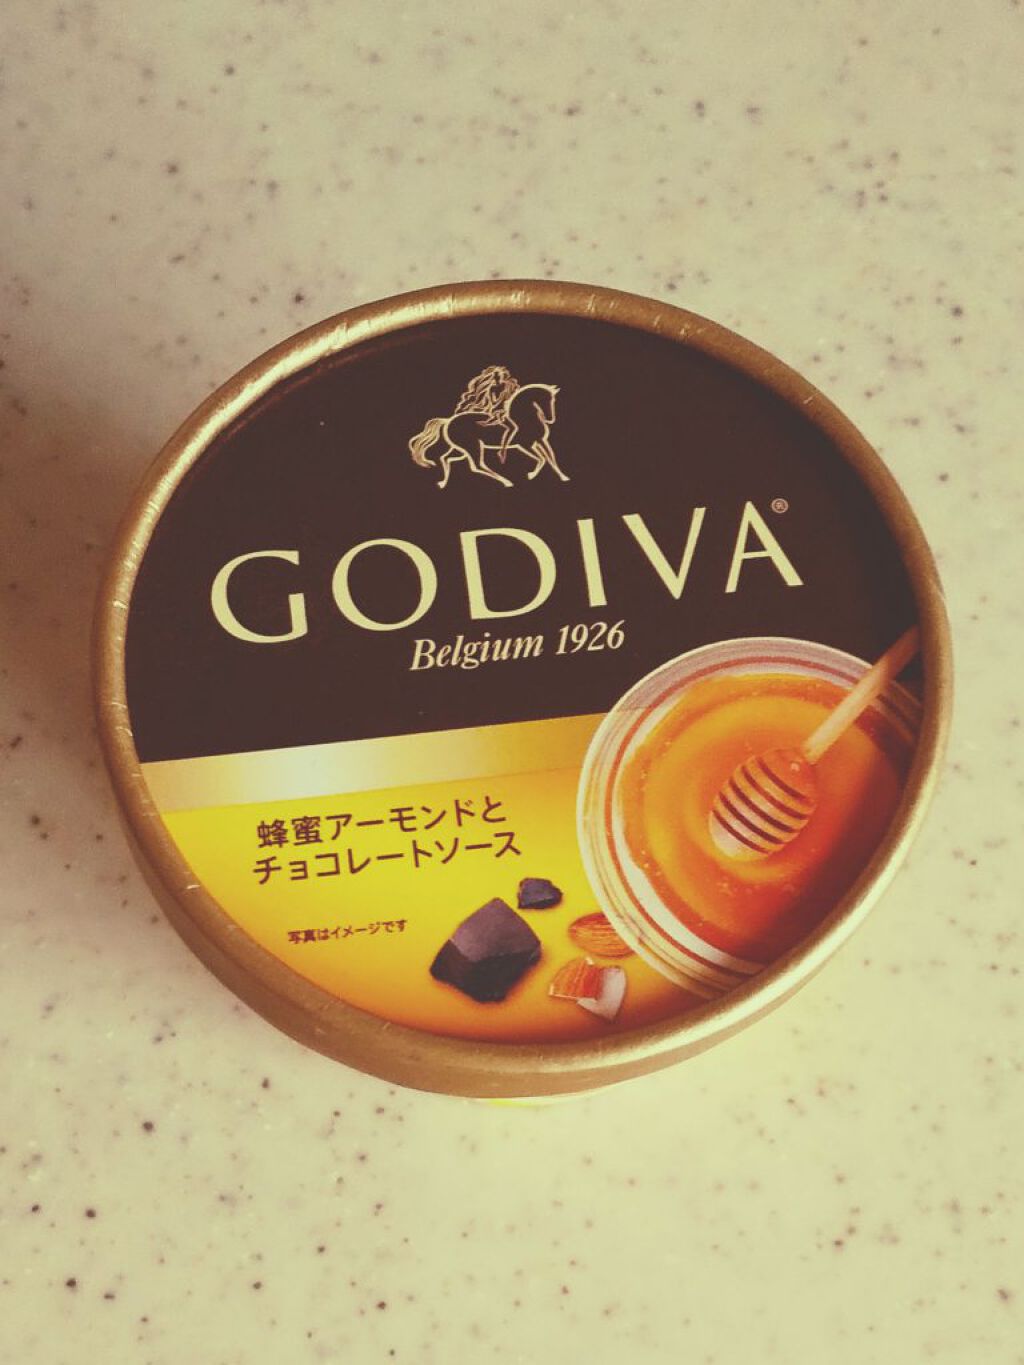 GODIVA®
Belgium 1926
蜂蜜アーモンドと
チョコレートソース
写真はイメージです